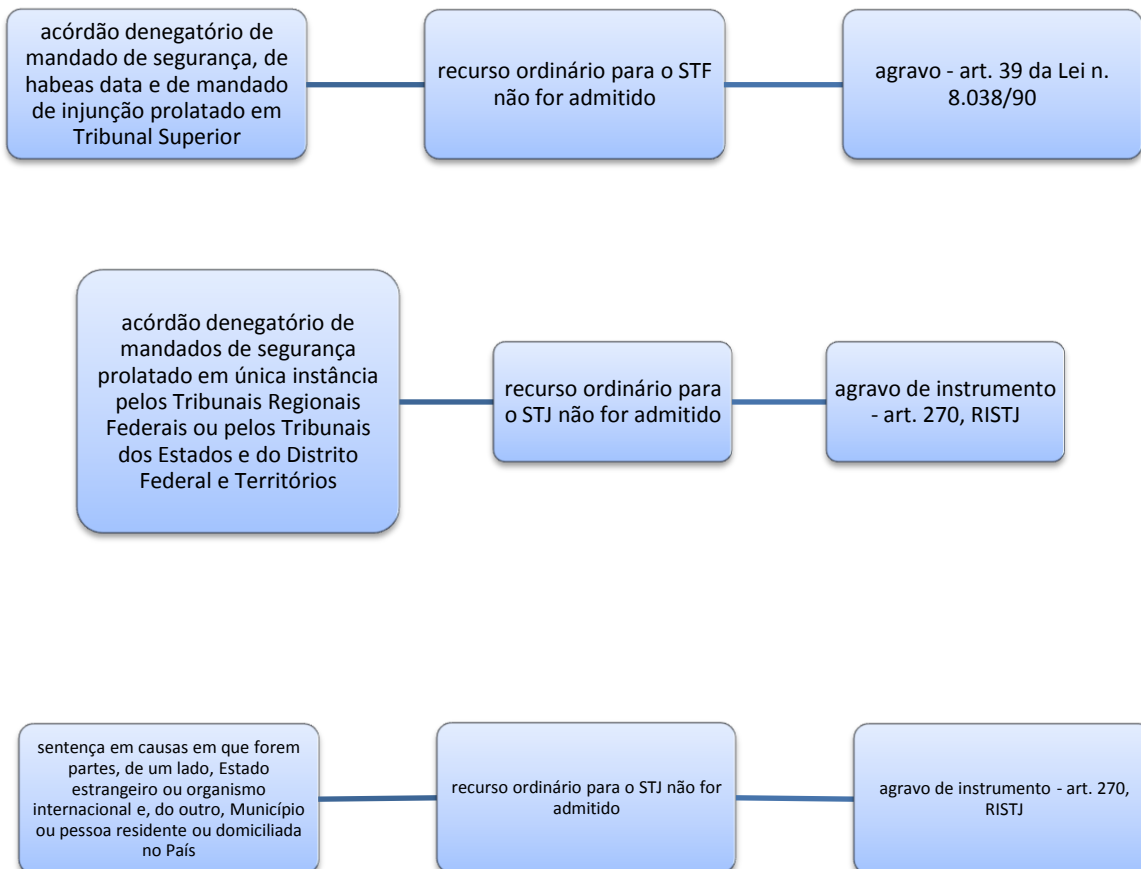 acórdão denegatório de
mandado de segurança, de
habeas data e de mandado
de injunção prolatado em
Tribunal Superior
recurso ordinário para o STF
não for admitido
agravo - art. 39 da Lei n.
8.038/90
acórdão denegatório de
mandados de segurança
prolatado em única instância
pelos Tribunais Regionais
Federais ou pelos Tribunais
dos Estados e do Distrito
Federal e Territórios
recurso ordinário para
o STJ não for admitido
agravo de instrumento
- art. 270, RISTJ
sentença em causas em que forem
partes, de um lado, Estado
estrangeiro ou organismo
internacional e, do outro, Município
ou pessoa residente ou domiciliada
no País
recurso ordinário para o STJ não for
admitido
agravo de instrumento - art. 270,
RISTJ